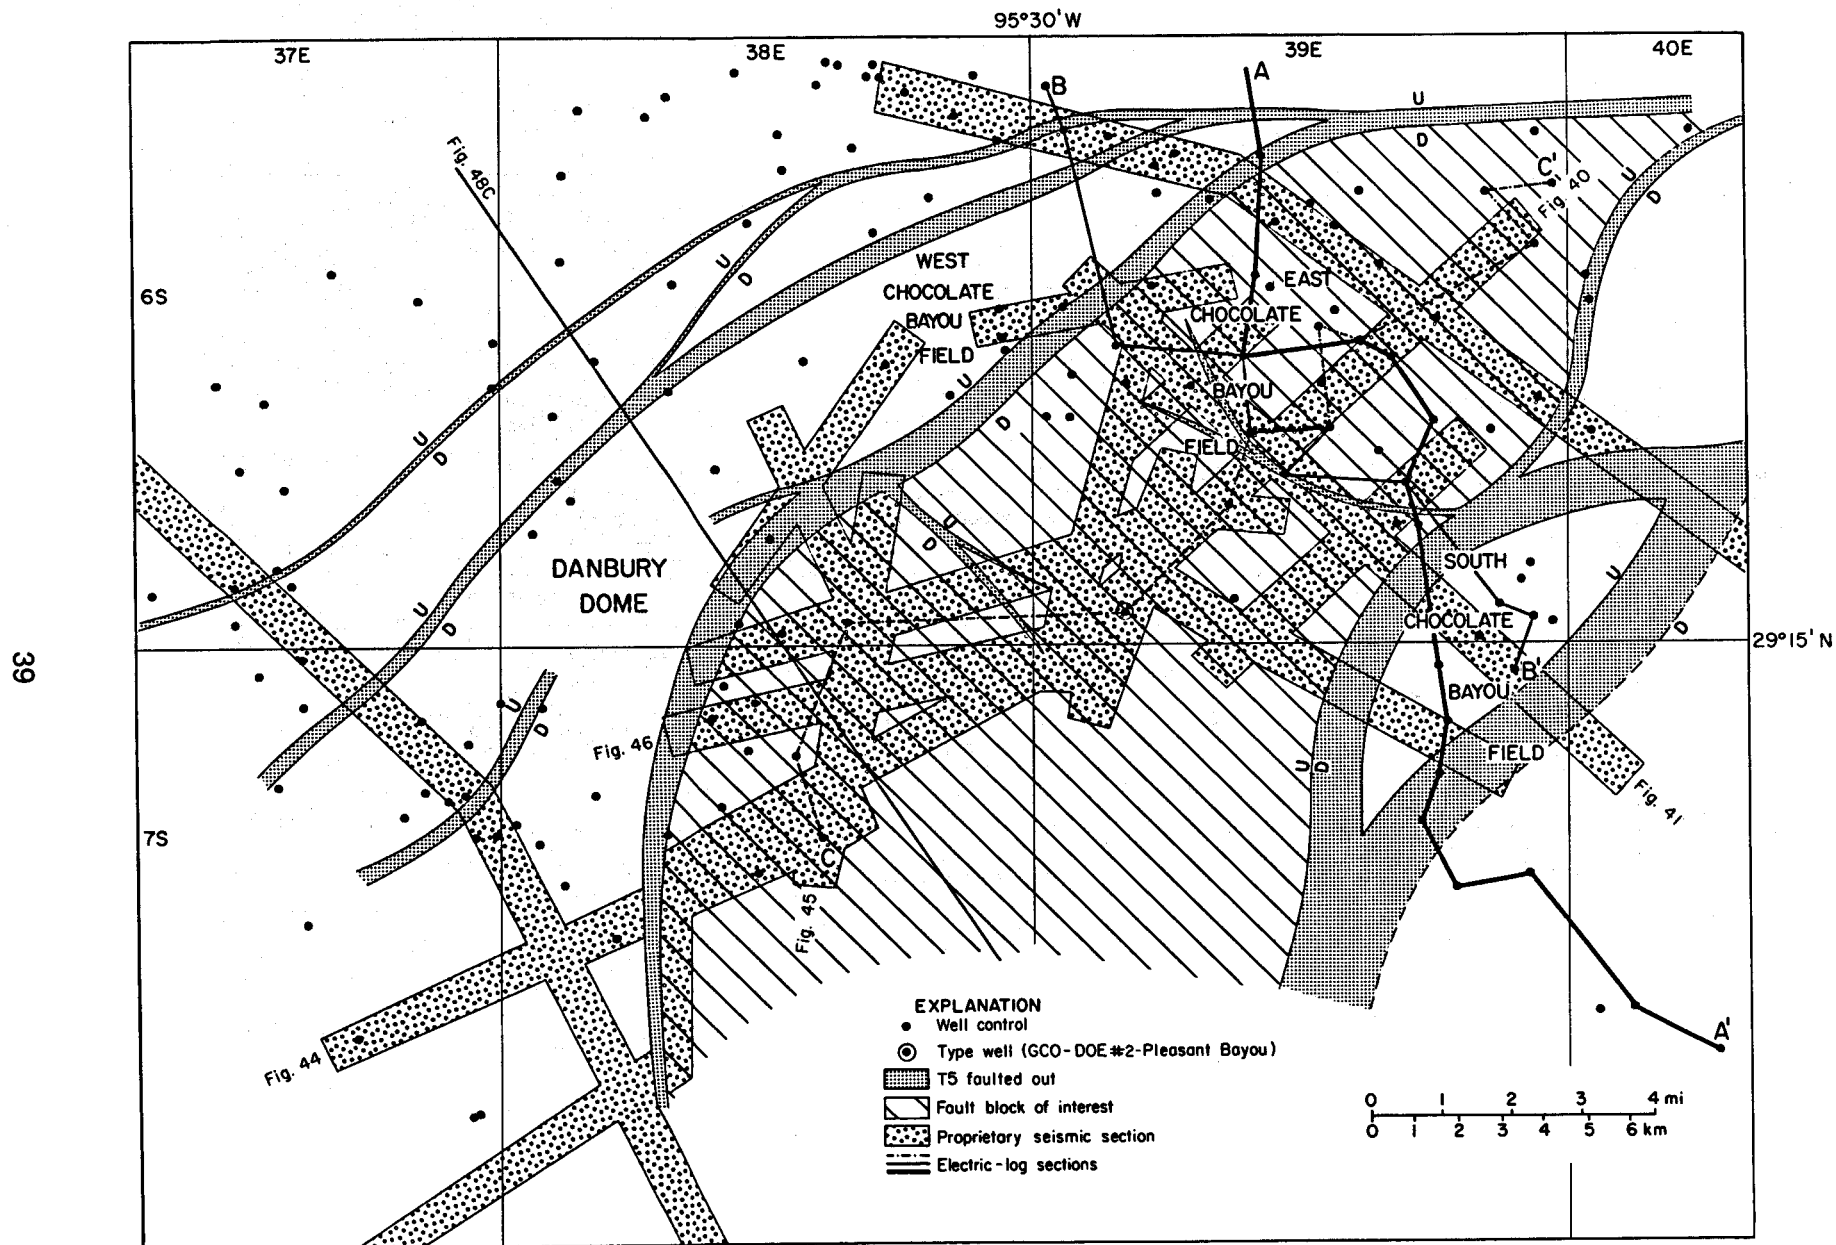 95°30'W
37E
38E
39E
40E
B
A
U
D
Fig. 48C
C'
Fig. 40
U
D
U
D
WEST
CHOCOLATE
BAYOU
FIELD
EAST
CHOCOLATE
BAYOU
FIELD
6S
U
D
U
D
U
D
DANBURY
DOME
SOUTH
CHOCOLATE
BAYOU
FIELD
U
D
U
D
B'
29°15'N
39
U
D
Fig. 46
U
D
Fig. 41
7S
C
Fig. 45
Fig. 44
A'
EXPLANATION
Well control
Type well (GCO-DOE#2-Pleasant Bayou)
T5 faulted out
Fault block of interest
Proprietary seismic section
Electric-log sections
0 1 2 3 4 mi
0 1 2 3 4 5 6 km